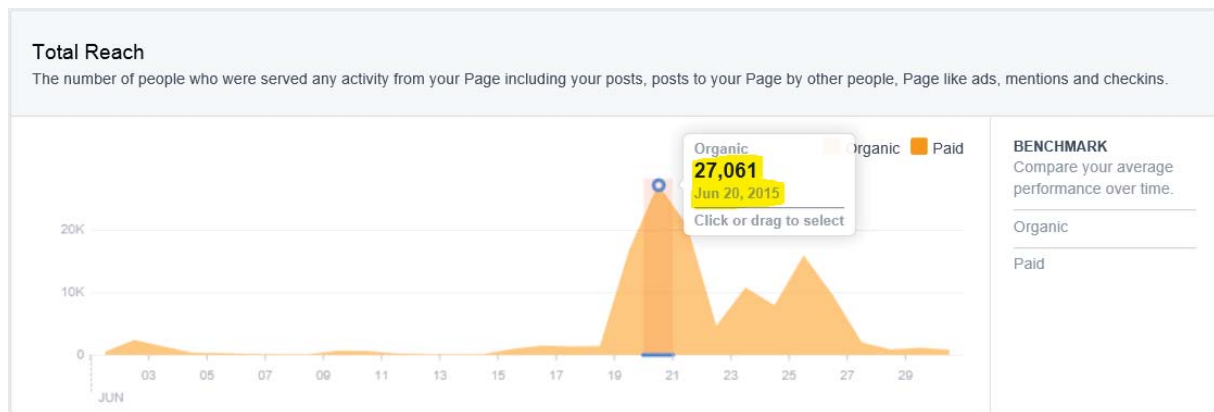 Total Reach
The number of people who were served any activity from your Page including your posts, posts to your Page by other people, Page like ads, mentions and checkins.
Organic
27,061
Jun 20, 2015
Click or drag to select
Organic Paid
20K
10K
0
03 05 07 09 11 13 15 17 19 21 23 25 27 29
JUN
BENCHMARK
Compare your average
performance over time.
Organic
Paid